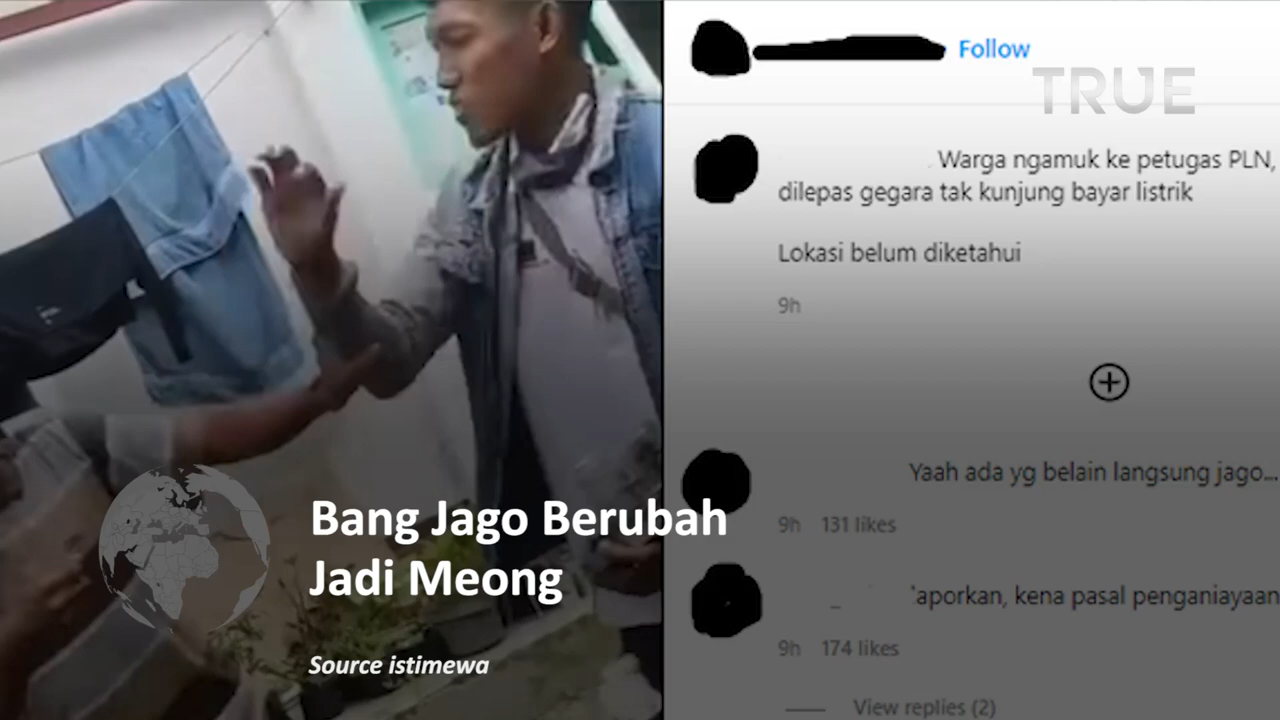 Follow
TRUE
Warga ngamuk ke petugas PLN,
dilepas gegara tak kunjung bayar listrik
Lokasi belum diketahui
9h
Yaah ada yg belain langsung jago...
9h 131 likes
aporkan, kena pasal penganiayaan
9h 174 likes
View replies (2)
Bang Jago Berubah
Jadi Meong
Source istimewa